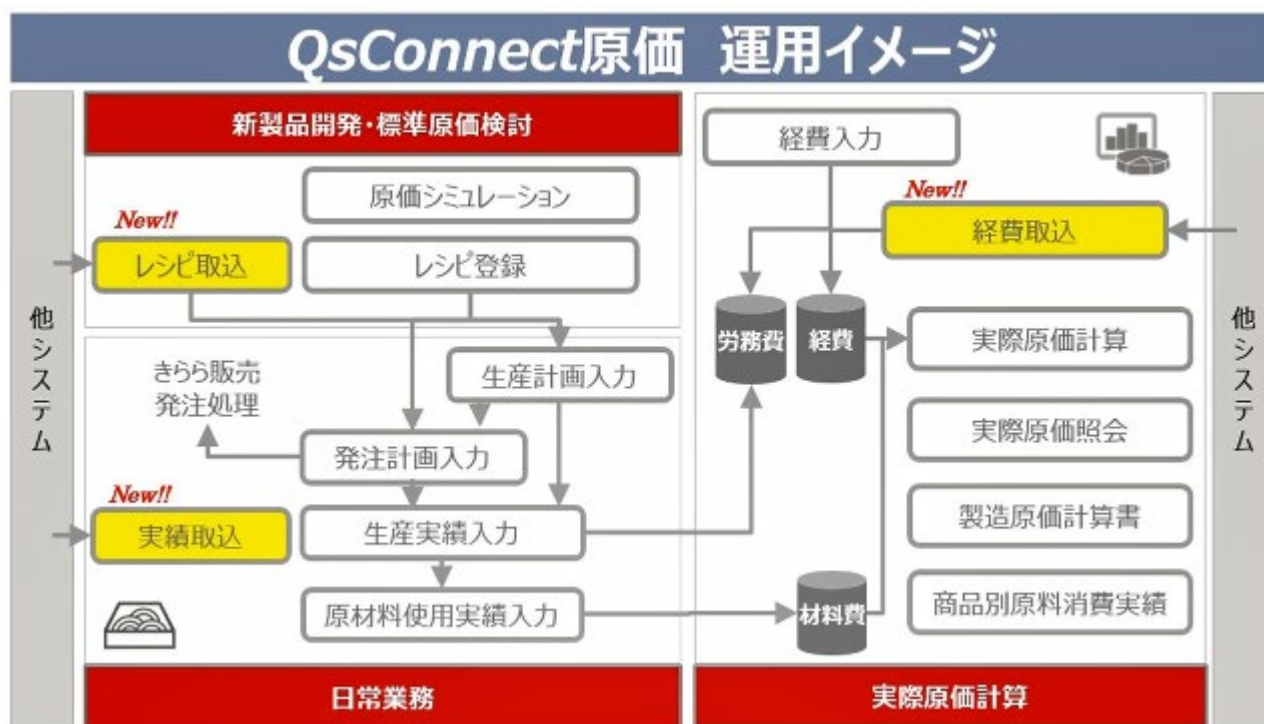 QsConnect原価 運用イメージ
他システム
新製品開発・標準原価検討
原価シミュレーション
New!!
レシピ取込
レシピ登録
きらら販売
発注処理
生産計画入力
発注計画入力
New!!
実績取込
生産実績入力
原材料使用実績入力
日常業務
経費入力
New!!
経費取込
労務費
経費
実際原価計算
実際原価照会
製造原価計算書
材料費
商品別原料消費実績
実際原価計算
他システム